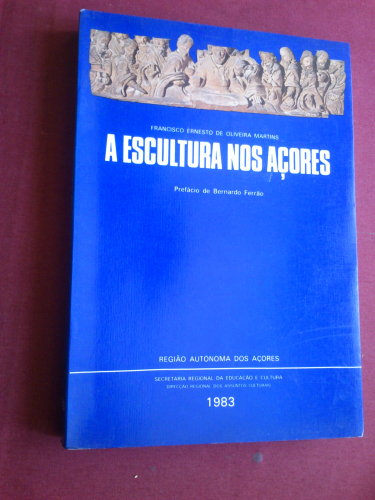 FRANCISCO ERNESTO DE OLIVEIRA MARTINS
A ESCULTURA NOS AÇORES
Prefácio de Bernardo Ferrão
REGIÃO AUTÓNOMA DOS AÇORES
SECRETARIA REGIONAL DA EDUCAÇÃO E CULTURA
DIRECÇÃO REGIONAL DOS ASSUNTOS CULTURAIS
1983